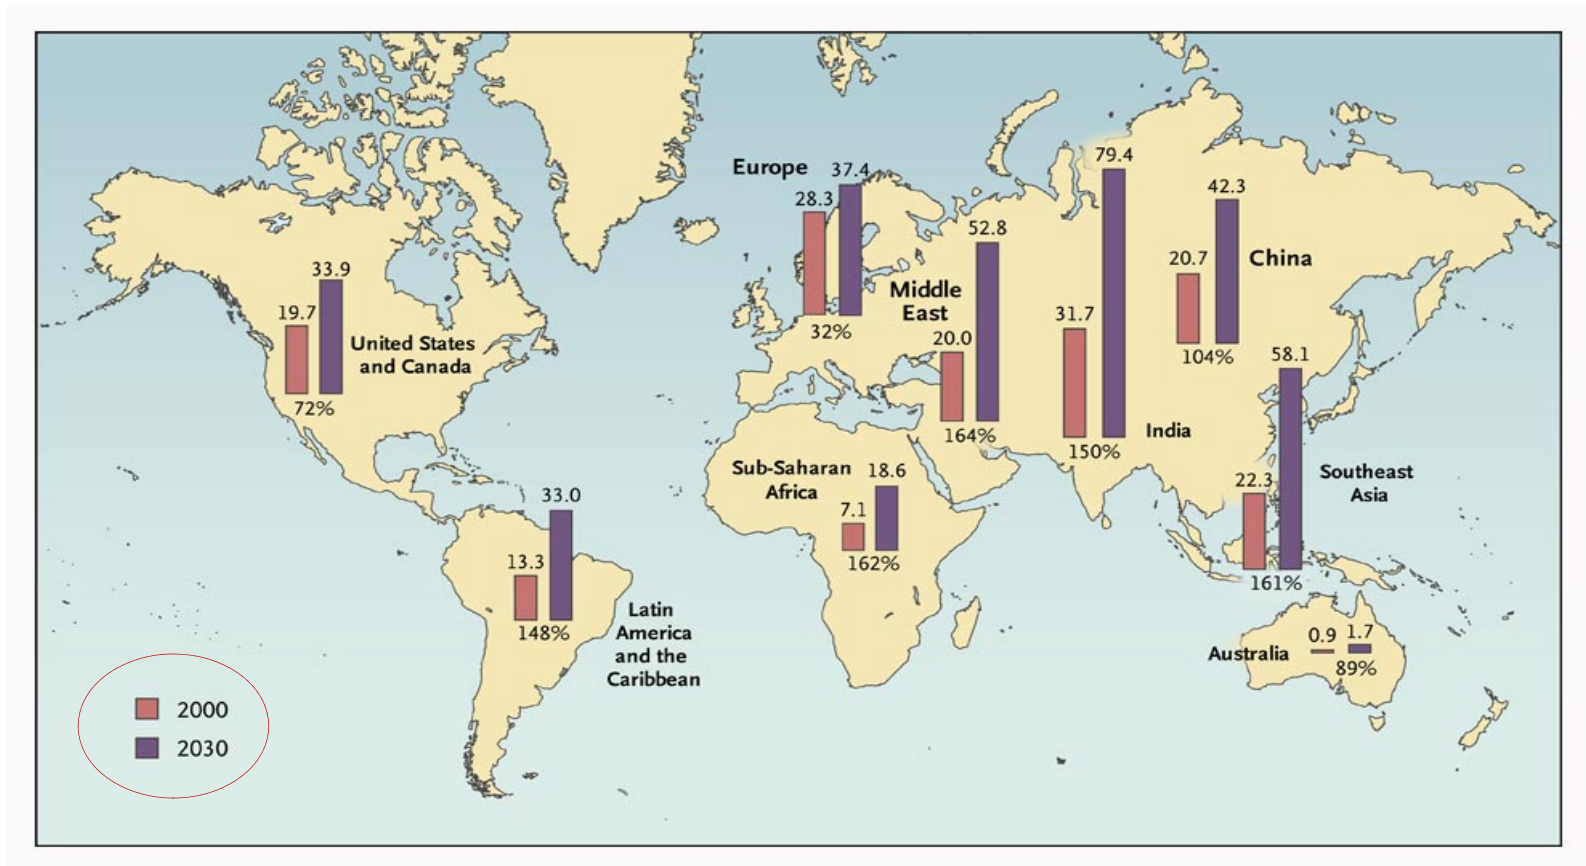 Europe
28.3
37.4
32%
33.9
19.7
United States
and Canada
72%
Middle
East
20.0
52.8
164%
79.4
31.7
150%
India
42.3
20.7
China
104%
58.1
22.3
Southeast
Asia
161%
Sub-Saharan
Africa
18.6
7.1
162%
33.0
13.3
148%
Latin
America
and the
Caribbean
Australia
0.9
1.7
89%
2000
2030